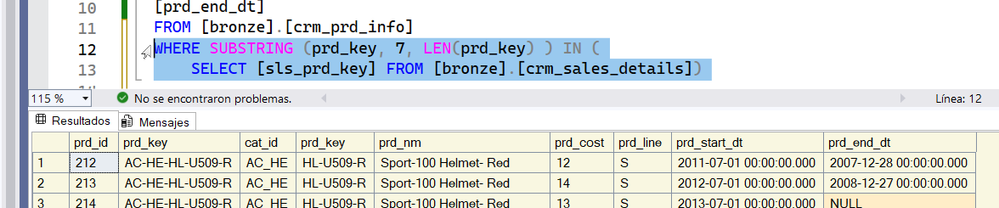 10 [prd_end_dt]
11 FROM [bronze].[crm_prd_info]
12 WHERE SUBSTRING (prd_key, 7, LEN(prd_key) ) IN (
13 SELECT [sls_prd_key] FROM [bronze].[crm_sales_details])
14
115 % No se encontraron problemas. Línea: 12
Resultados Mensajes
prd_id prd_key cat_id prd_key prd_nm prd_cost prd_line prd_start_dt prd_end_dt
1 212 AC-HE-HL-U509-R AC_HE HL-U509-R Sport-100 Helmet- Red 12 S 2011-07-01 00:00:00.000 2007-12-28 00:00:00.000
2 213 AC-HE-HL-U509-R AC_HE HL-U509-R Sport-100 Helmet- Red 14 S 2012-07-01 00:00:00.000 2008-12-27 00:00:00.000
3 214 AC-HE-HL-U509-R AC_HE HL-U509-R Sport-100 Helmet- Red 13 S 2013-07-01 00:00:00.000 NULL